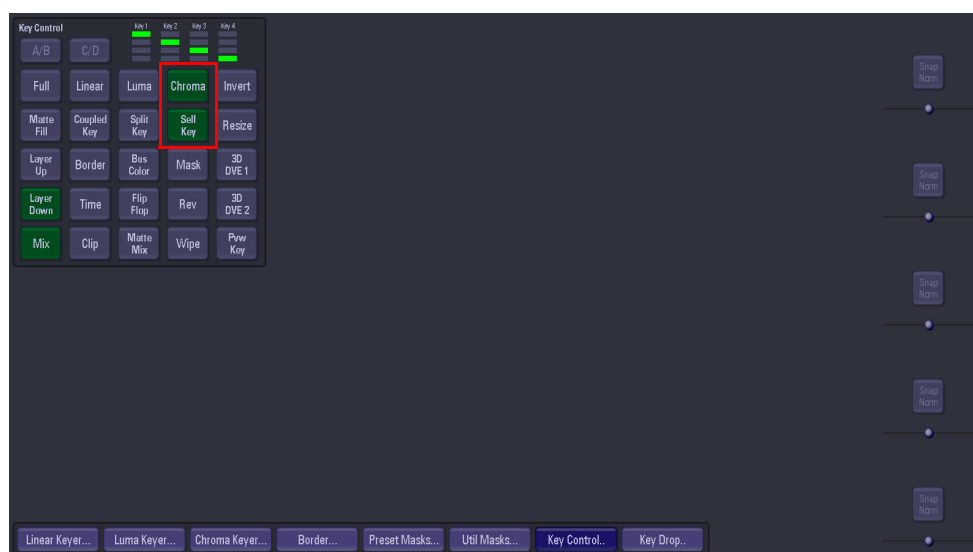 Key Control Key 1 Key 2 Key 3 Key 4
A/B C/D
Snap
Norm
Full Linear Luma Chroma Invert
Matte
Fill
Coupled
Key
Split
Key
Self
Key
Resize
Layer
Up
Border
Bus
Color
Mask
3D
DVE 1
Snap
Norm
Layer
Down
Time
Flip
Flop
Rev
3D
DVE 2
Mix Clip
Matte
Mix
Wipe
Pvw
Key
Snap
Norm
Snap
Norm
Snap
Norm
Linear Keyer... Luma Keyer... Chroma Keyer... Border... Preset Masks... Util Masks... Key Control.. Key Drop..